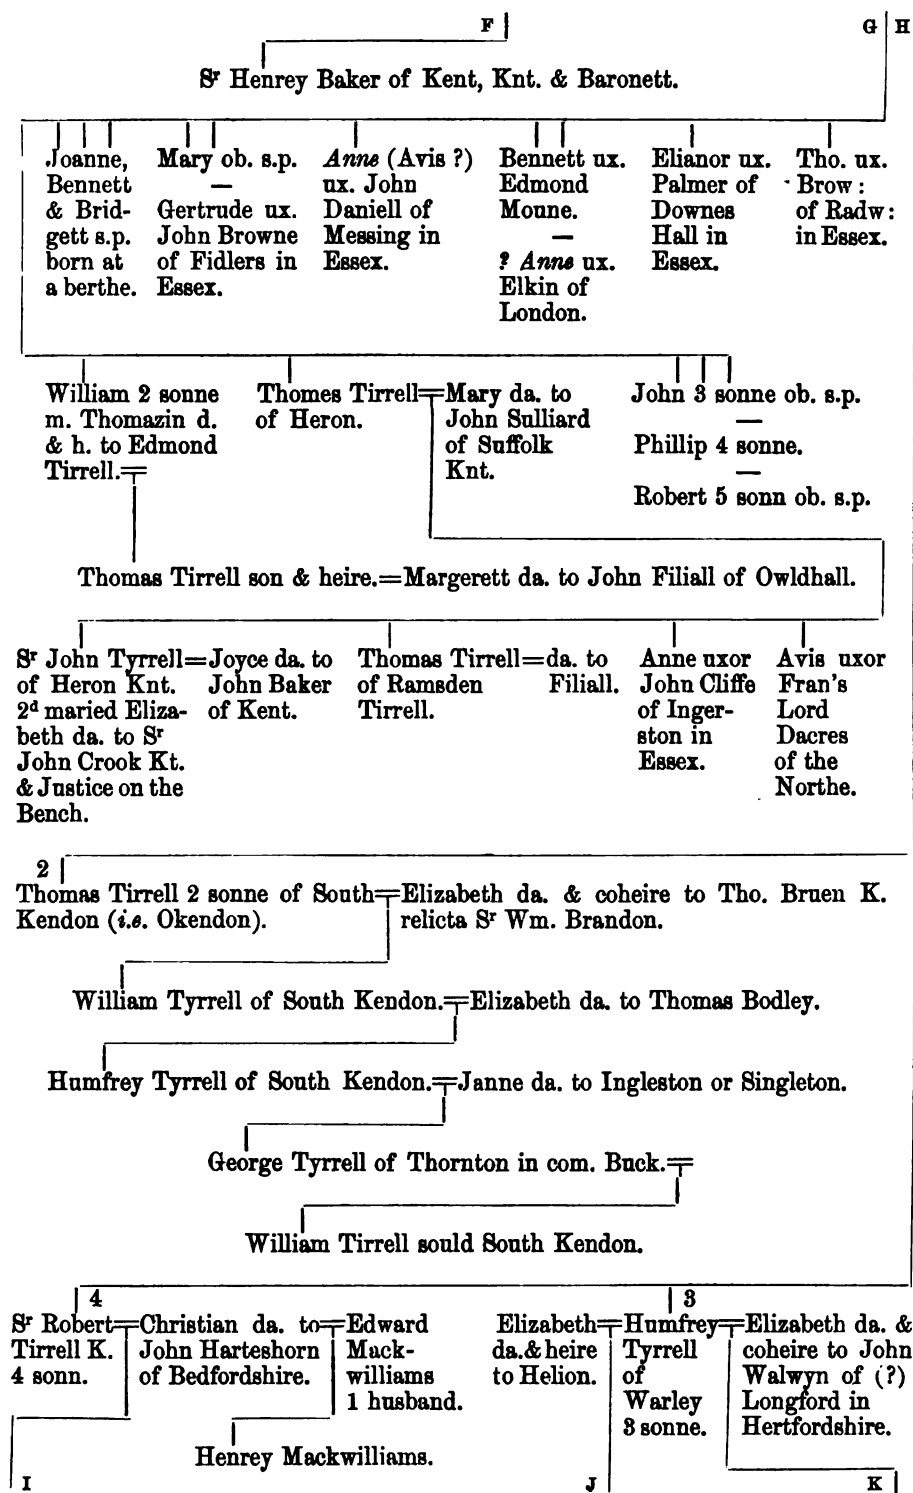 F
G H
Sr Henrey Baker of Kent, Knt. & Baronett.
Joanne,
Bennett
& Brid-
gett s.p.
born at
a berthe.
Mary ob. s.p.
—
Gertrude ux.
John Browne
of Fidlers in
Essex.
Anne (Avis ?)
ux. John
Daniell of
Messing in
Essex.
Bennett ux.
Edmond
Moune.
—
? Anne ux.
Elkin of
London.
Elianor ux.
Palmer of
Downes
Hall in
Essex.
Tho. ux.
Brow:
of Radw:
in Essex.
William 2 sonne
m. Thomazin d.
& h. to Edmond
Tirrell.=
Thomes Tirrell=
of Heron.
Mary da. to
John Sulliard
of Suffolk
Knt.
John 3 sonne ob. s.p.
—
Phillip 4 sonne.
—
Robert 5 sonn ob. s.p.
Thomas Tirrell son & heire.=Margerett da. to John Filiall of Owldhall.
Sr John Tyrrell=
of Heron Knt.
2d maried Eliza-
beth da. to Sr
John Crook Kt.
& Justice on the
Bench.
Joyce da. to
John Baker
of Kent.
Thomas Tirrell=
of Ramsden
Tirrell.
da. to
Filiall.
Anne uxor
John Cliffe
of Inger-
ston in
Essex.
Avis uxor
Fran's
Lord
Dacres
of the
Northe.
2
Thomas Tirrell 2 sonne of South=
Kendon (i.e. Okendon).
Elizabeth da. & coheire to Tho. Bruen K.
relicta Sr Wm. Brandon.
William Tyrrell of South Kendon.=Elizabeth da. to Thomas Bodley.
Humfrey Tyrrell of South Kendon.=Janne da. to Ingleston or Singleton.
George Tyrrell of Thornton in com. Buck.=
William Tirrell sould South Kendon.
4
Sr Robert=
Tirrell K.
4 sonn.
Christian da. to=
John Harteshorn
of Bedfordshire.
Edward
Mack-
williams
1 husband.
Henrey Mackwilliams.
3
Elizabeth=
da. & heire
to Helion.
Humfrey=
Tyrrell
of
Warley
3 sonne.
Elizabeth da. &
coheire to John
Walwyn of (?)
Longford in
Hertfordshire.
I
J
K